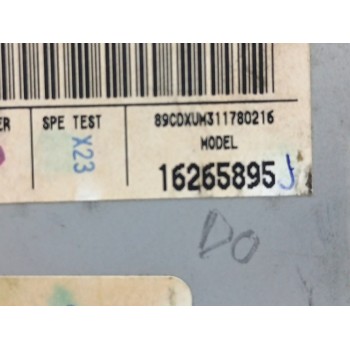 ER
SPE TEST
X23
89CDXUM311780216
MODEL
16265895 J
DO